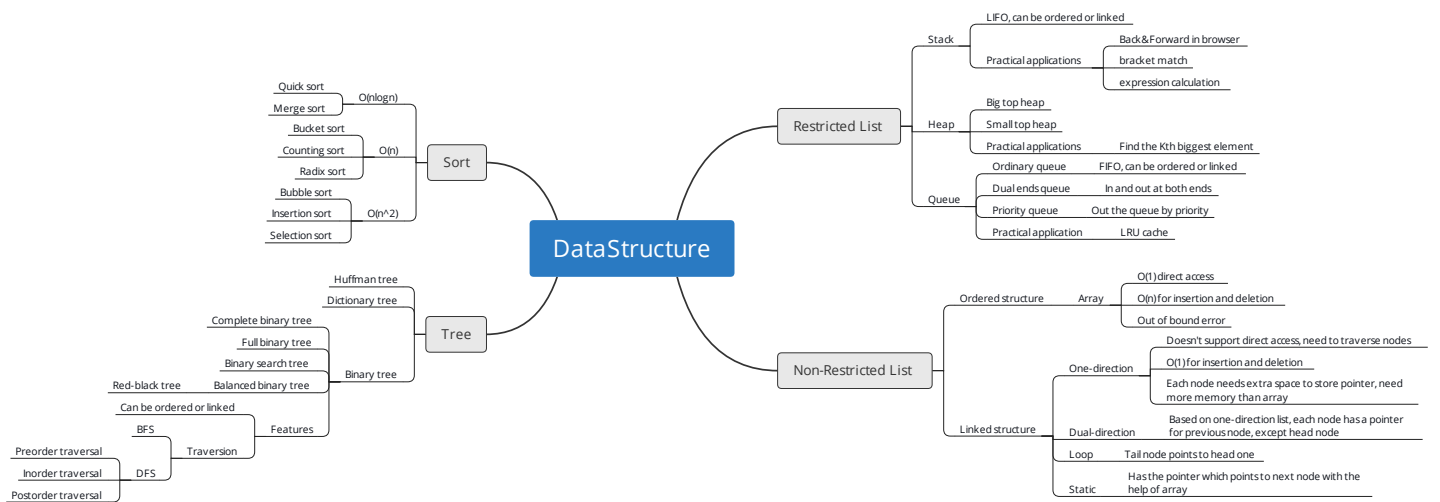 DataStructure
Restricted List
Stack
LIFO, can be ordered or linked
Practical applications
Back&Forward in browser
bracket match
expression calculation
Heap
Big top heap
Small top heap
Practical applications
Find the Kth biggest element
Queue
Ordinary queue
FIFO, can be ordered or linked
Dual ends queue
In and out at both ends
Priority queue
Out the queue by priority
Practical application
LRU cache
Non-Restricted List
Ordered structure
Array
O(1) direct access
O(n) for insertion and deletion
Out of bound error
Linked structure
One-direction
Doesn't support direct access, need to traverse nodes
O(1) for insertion and deletion
Each node needs extra space to store pointer, need
more memory than array
Dual-direction
Based on one-direction list, each node has a pointer
for previous node, except head node
Loop
Tail node points to head one
Static
Has the pointer which points to next node with the
help of array
Sort
O(nlogn)
Quick sort
Merge sort
O(n)
Bucket sort
Counting sort
Radix sort
O(n^2)
Bubble sort
Insertion sort
Selection sort
Tree
Huffman tree
Dictionary tree
Binary tree
Complete binary tree
Full binary tree
Binary search tree
Balanced binary tree
Red-black tree
Features
Can be ordered or linked
Traversion
BFS
DFS
Preorder traversal
Inorder traversal
Postorder traversal